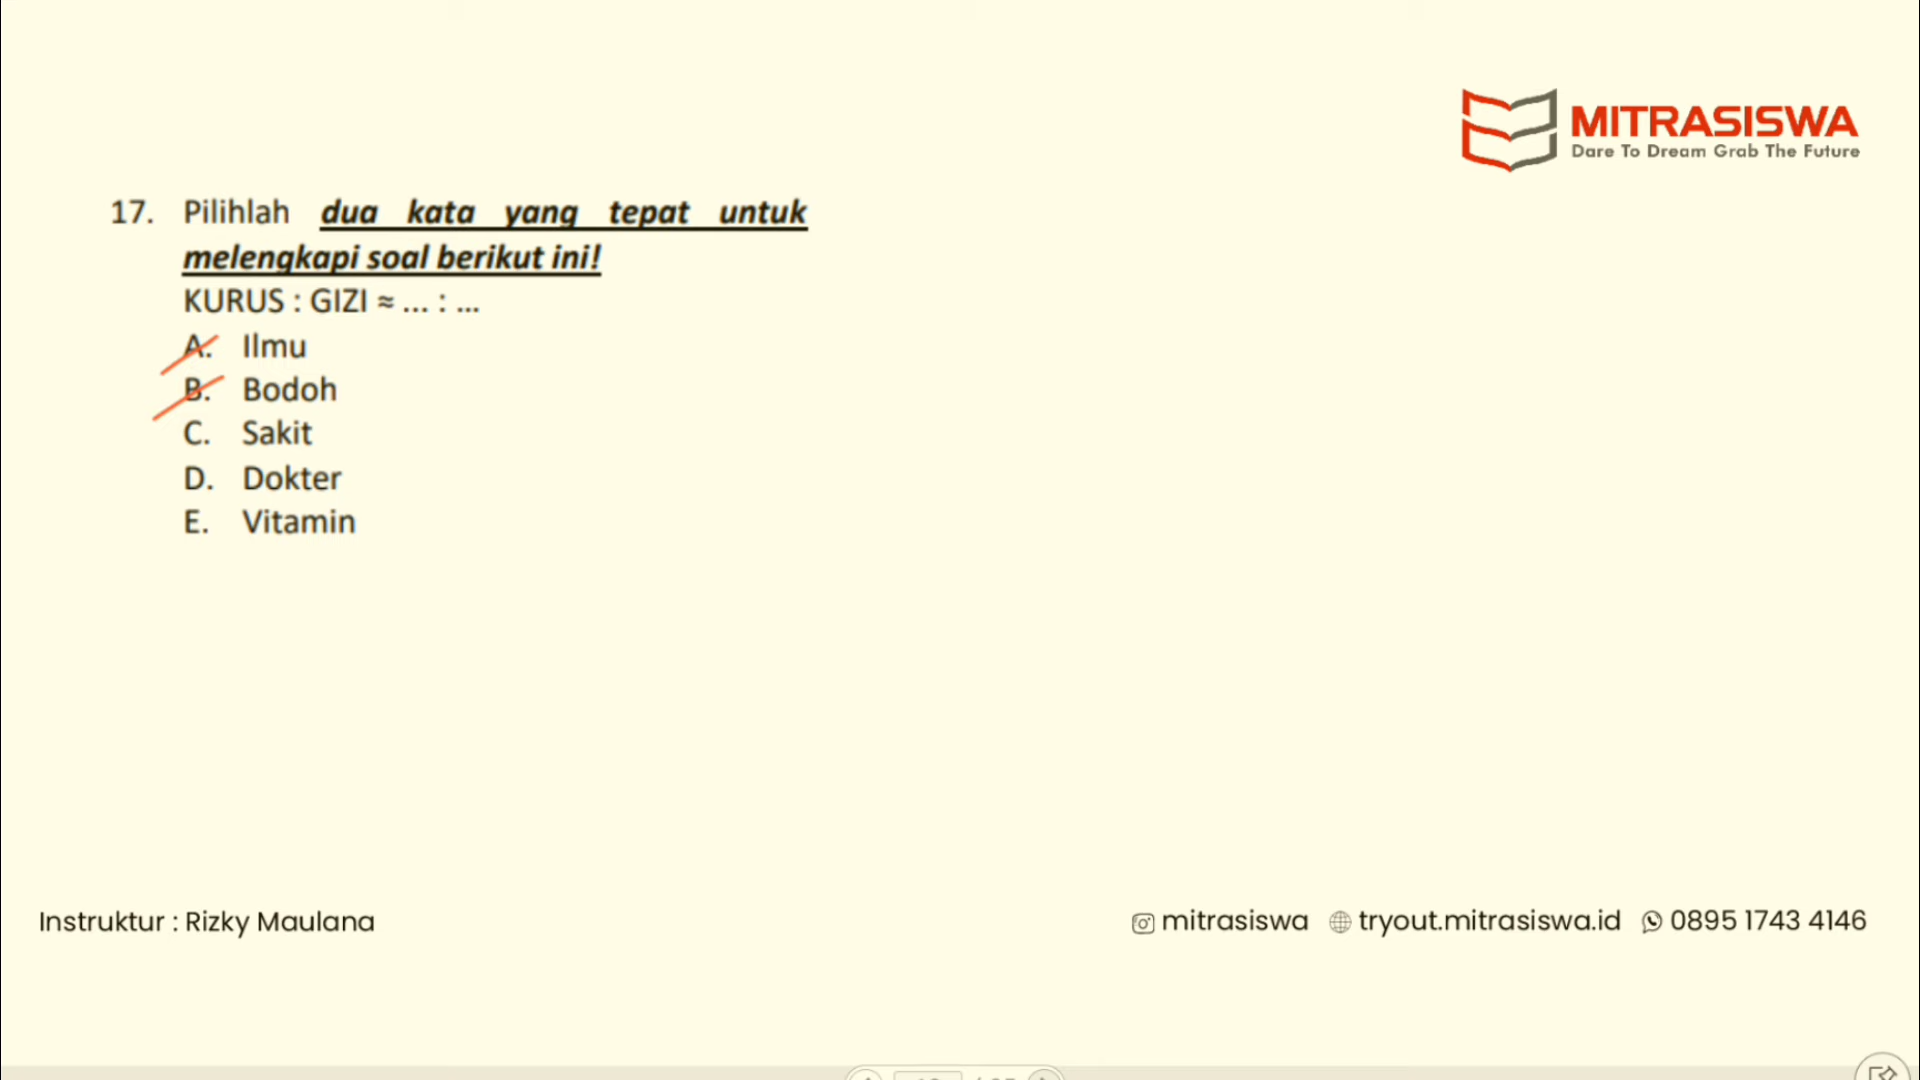 MITRASISWA
Dare To Dream Grab The Future
17. Pilihlah dua kata yang tepat untuk
melengkapi soal berikut ini!
KURUS : GIZI ≈ ... : ...
A. Ilmu
B. Bodoh
C. Sakit
D. Dokter
E. Vitamin
Instruktur : Rizky Maulana
mitrasiswa tryout.mitrasiswa.id 0895 1743 4146